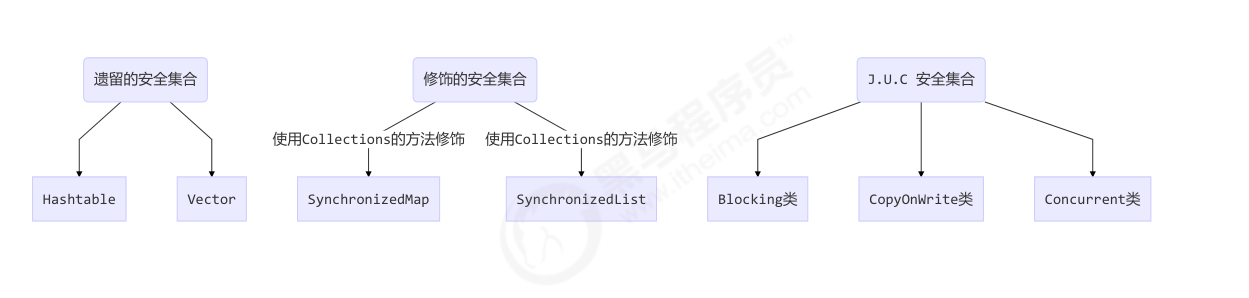 遗留的安全集合
修饰的安全集合
J.U.C 安全集合
使用Collections的方法修饰
使用Collections的方法修饰
Hashtable
Vector
SynchronizedMap
SynchronizedList
Blocking类
CopyOnWrite类
Concurrent类
黑马程序员™
www.itheima.com